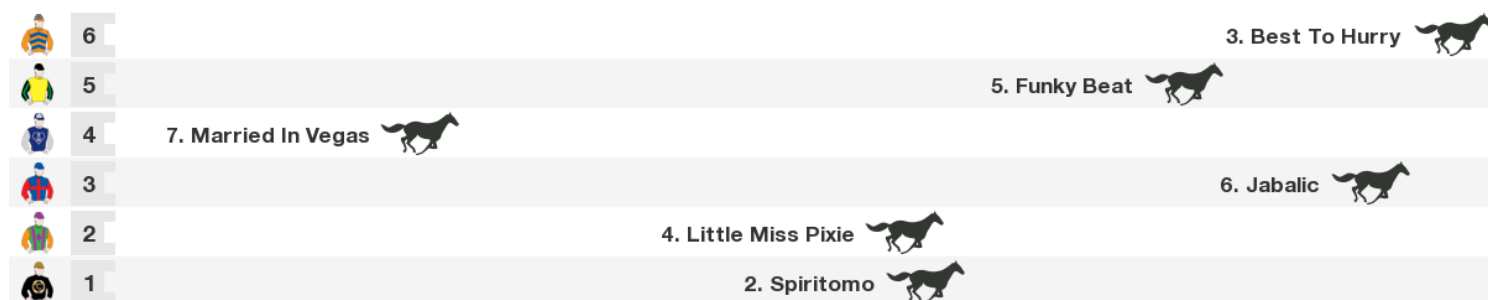 6 3. Best To Hurry
5 5. Funky Beat
4 7. Married In Vegas
3 6. Jabalic
2 4. Little Miss Pixie
1 2. Spiritomo